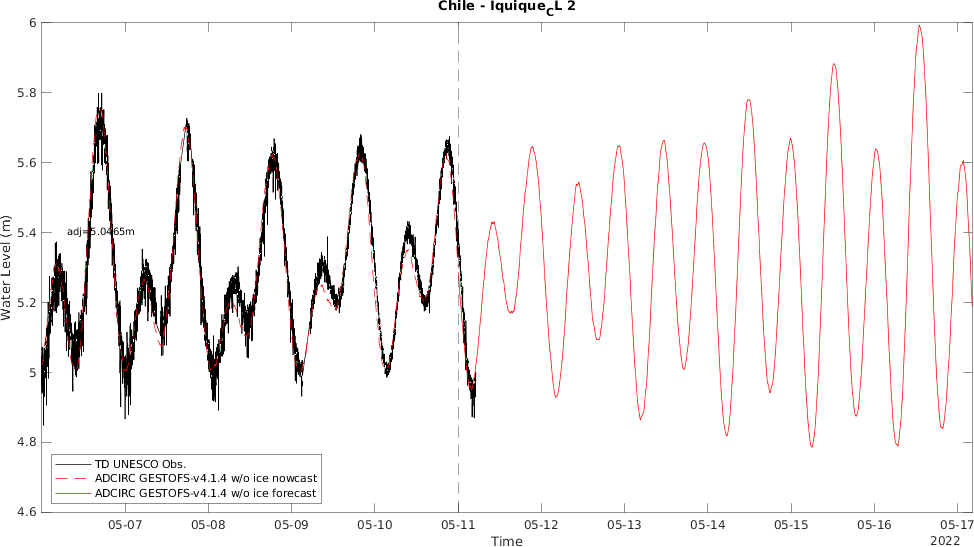 Chile - Iquique_CL 2
6
5.8
5.6
5.4
5.2
5
4.8
4.6
Water Level (m)
adj=5.0465m
TD UNESCO Obs.
ADCIRC GESTOFS-v4.1.4 w/o ice nowcast
ADCIRC GESTOFS-v4.1.4 w/o ice forecast
05-07 05-08 05-09 05-10 05-11 05-12 05-13 05-14 05-15 05-16 05-17
Time
2022